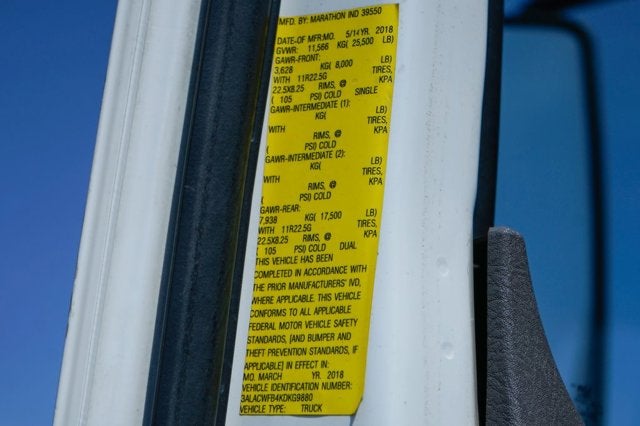 MFD. BY: MARATHON IND 39550
DATE-OF MFR:MO. 5/14YR. 2018
GVWR: 11,566 KG( 25,500 LB)
GAWR-FRONT:
3,628 KG( 8,000 LB)
WITH 11R22.5G TIRES,
22.5X8.25 RIMS, @ KPA
( 105 PSI) COLD SINGLE
GAWR-INTERMEDIATE (1):
KG( LB)
WITH TIRES,
RIMS, @ KPA
( PSI) COLD
GAWR-INTERMEDIATE (2):
KG( LB)
WITH TIRES,
RIMS, @ KPA
( PSI) COLD
GAWR-REAR:
7,938 KG( 17,500 LB)
WITH 11R22.5G TIRES,
22.5X8.25 RIMS, @ KPA
( 105 PSI) COLD DUAL
THIS VEHICLE HAS BEEN
COMPLETED IN ACCORDANCE WITH
THE PRIOR MANUFACTURERS' IVD,
WHERE APPLICABLE. THIS VEHICLE
CONFORMS TO ALL APPLICABLE
FEDERAL MOTOR VEHICLE SAFETY
STANDARDS, [AND BUMPER AND
THEFT PREVENTION STANDARDS, IF
APPLICABLE] IN EFFECT IN:
MO. MARCH YR. 2018
VEHICLE IDENTIFICATION NUMBER:
3ALACWFB4KDKG9880
VEHICLE TYPE: TRUCK